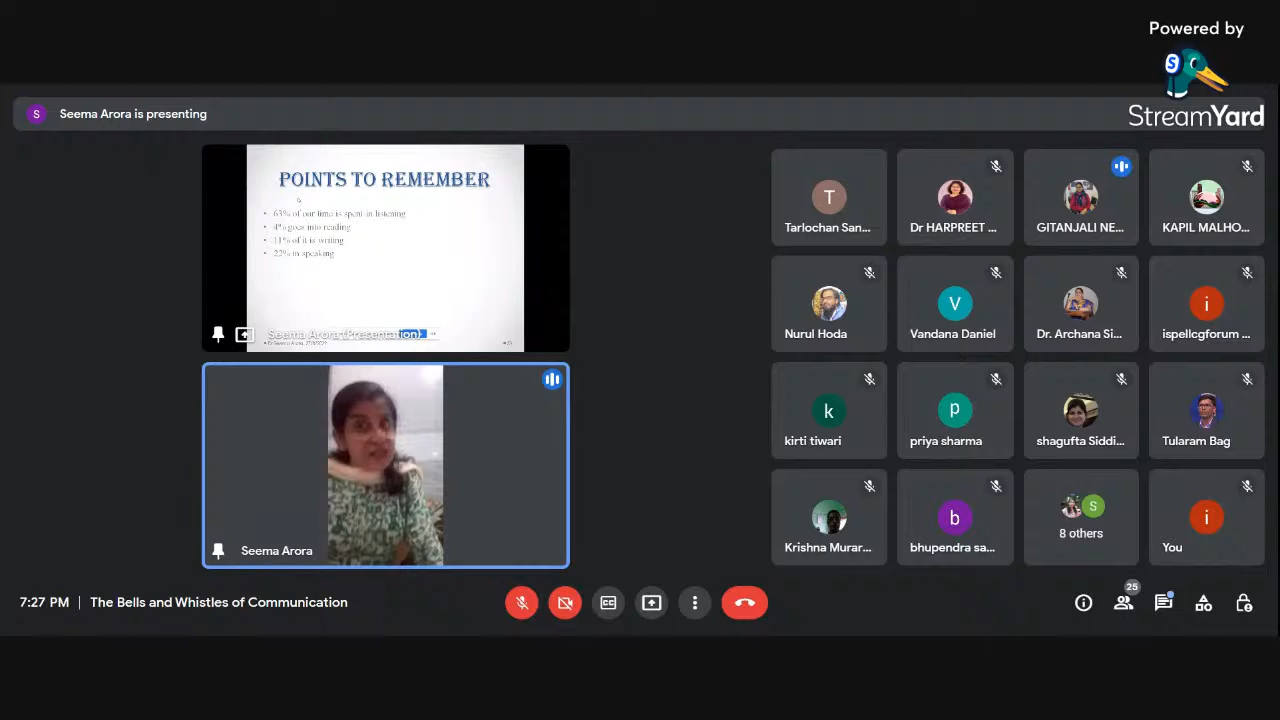 Powered by
S
StreamYard
S Seema Arora is presenting
POINTS TO REMEMBER
• 63% of our time is spent in listening
• 4% goes into reading
• 11% of it is writing
• 22% in speaking
Seema Arora (Presentation)
Seema Arora
T
Tarlochan San...
Dr HARPREET ...
GITANJALI NE...
KAPIL MALHO...
Nurul Hoda
V
Vandana Daniel
Dr. Archana Si...
i
ispellcgforum ...
k
kirti tiwari
p
priya sharma
shagufta Siddi...
Tularam Bag
Krishna Murar...
b
bhupendra sa...
S
8 others
i
You
7:27 PM | The Bells and Whistles of Communication
25